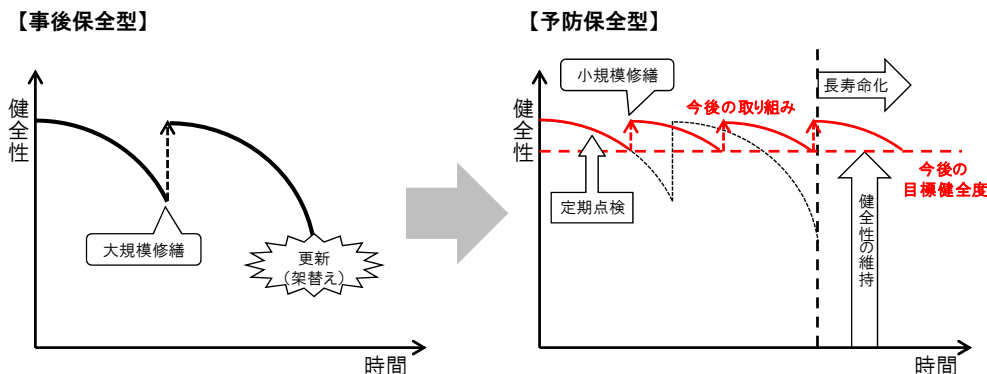 【事後保全型】
健全性
大規模修繕
更新
(架替え)
時間
【予防保全型】
健全性
小規模修繕
今後の取り組み
長寿命化
定期点検
今後の
目標健全度
健全性の維持
時間